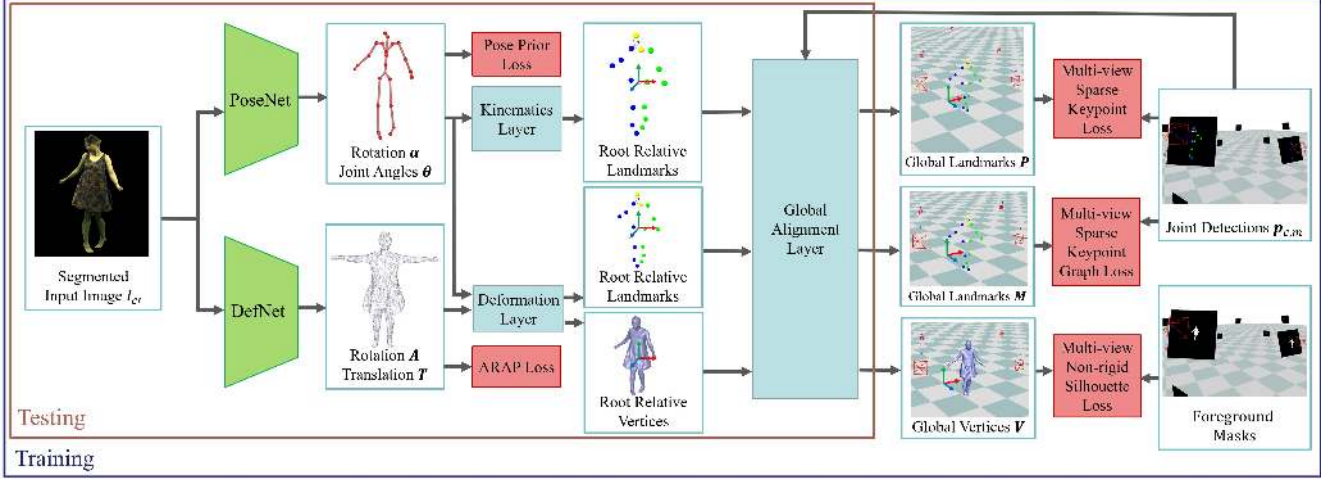 Segmented
Input Image I_c'
PoseNet
DefNet
Rotation α
Joint Angles θ
Rotation A
Translation T
Pose Prior
Loss
Kinematics
Layer
Deformation
Layer
ARAP Loss
Root Relative
Landmarks
Root Relative
Landmarks
Root Relative
Vertices
Global
Alignment
Layer
Global Landmarks P
Global Landmarks M
Global Vertices V
Multi-view
Sparse
Keypoint
Loss
Multi-view
Sparse
Keypoint
Graph Loss
Multi-view
Non-rigid
Silhouette
Loss
Joint Detections p_c,m
Foreground
Masks
Testing
Training